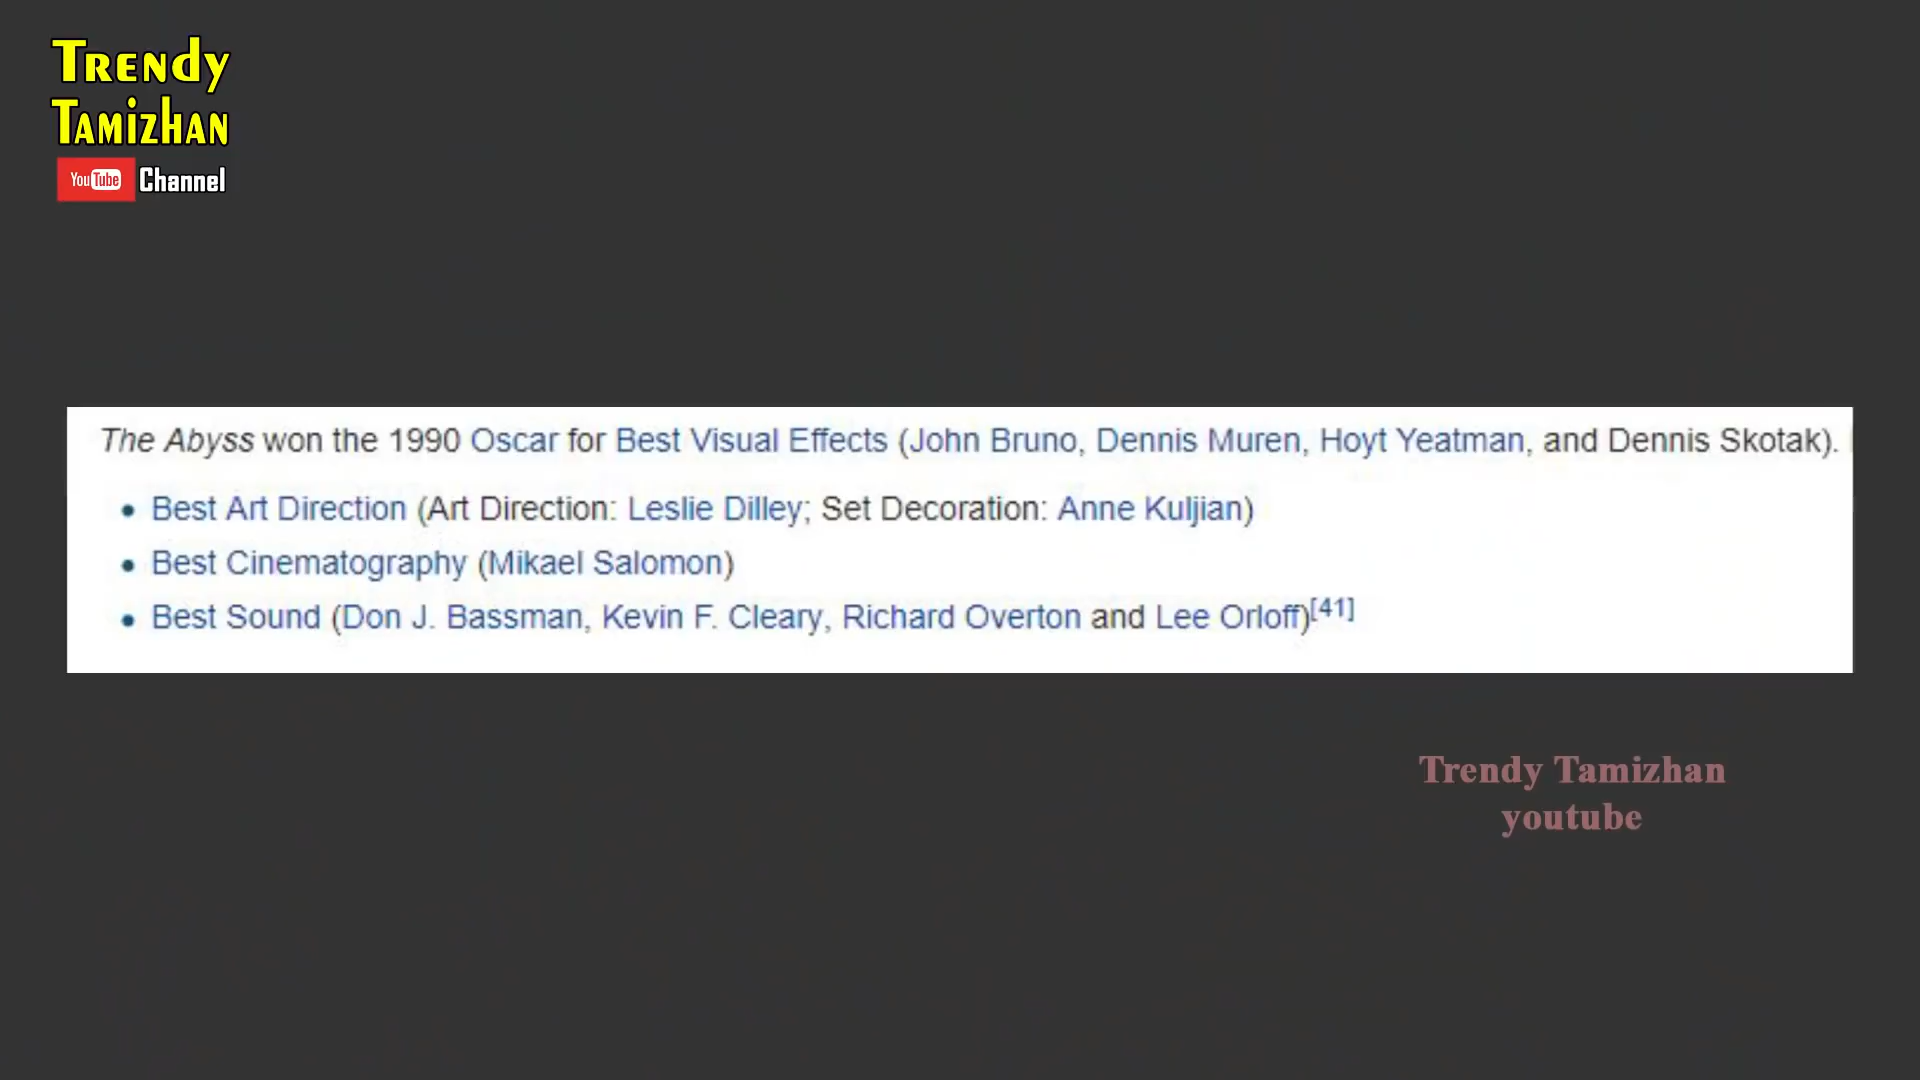 Trendy
Tamizhan
YouTube Channel
The Abyss won the 1990 Oscar for Best Visual Effects (John Bruno, Dennis Muren, Hoyt Yeatman, and Dennis Skotak).
• Best Art Direction (Art Direction: Leslie Dilley; Set Decoration: Anne Kuljian)
• Best Cinematography (Mikael Salomon)
• Best Sound (Don J. Bassman, Kevin F. Cleary, Richard Overton and Lee Orloff)[41]
Trendy Tamizhan
youtube